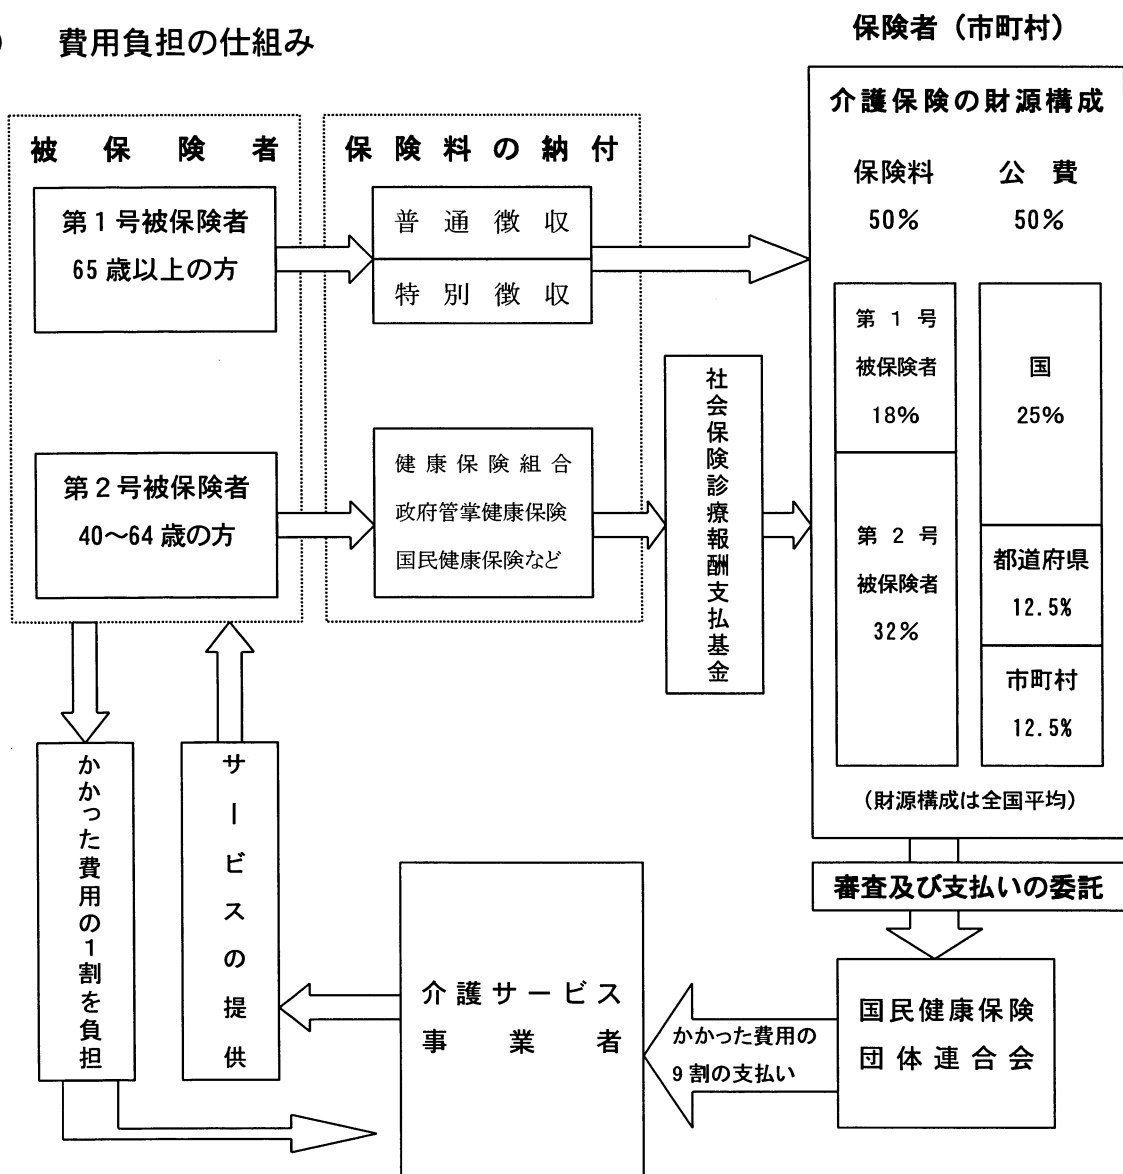 ）　費用負担の仕組み
保険者（市町村）
被保険者
第１号被保険者
65歳以上の方
第２号被保険者
40～64歳の方
保険料の納付
普通徴収
特別徴収
健康保険組合
政府管掌健康保険
国民健康保険など
社会保険診療報酬支払基金
介護保険の財源構成
保険料
50%
公費
50%
第１号
被保険者
18%
第２号
被保険者
32%
国
25%
都道府県
12.5%
市町村
12.5%
（財源構成は全国平均）
審査及び支払いの委託
国民健康保険
団体連合会
かかった費用の
９割の支払い
介護サービス
事業者
サービスの提供
かかった費用の１割を負担